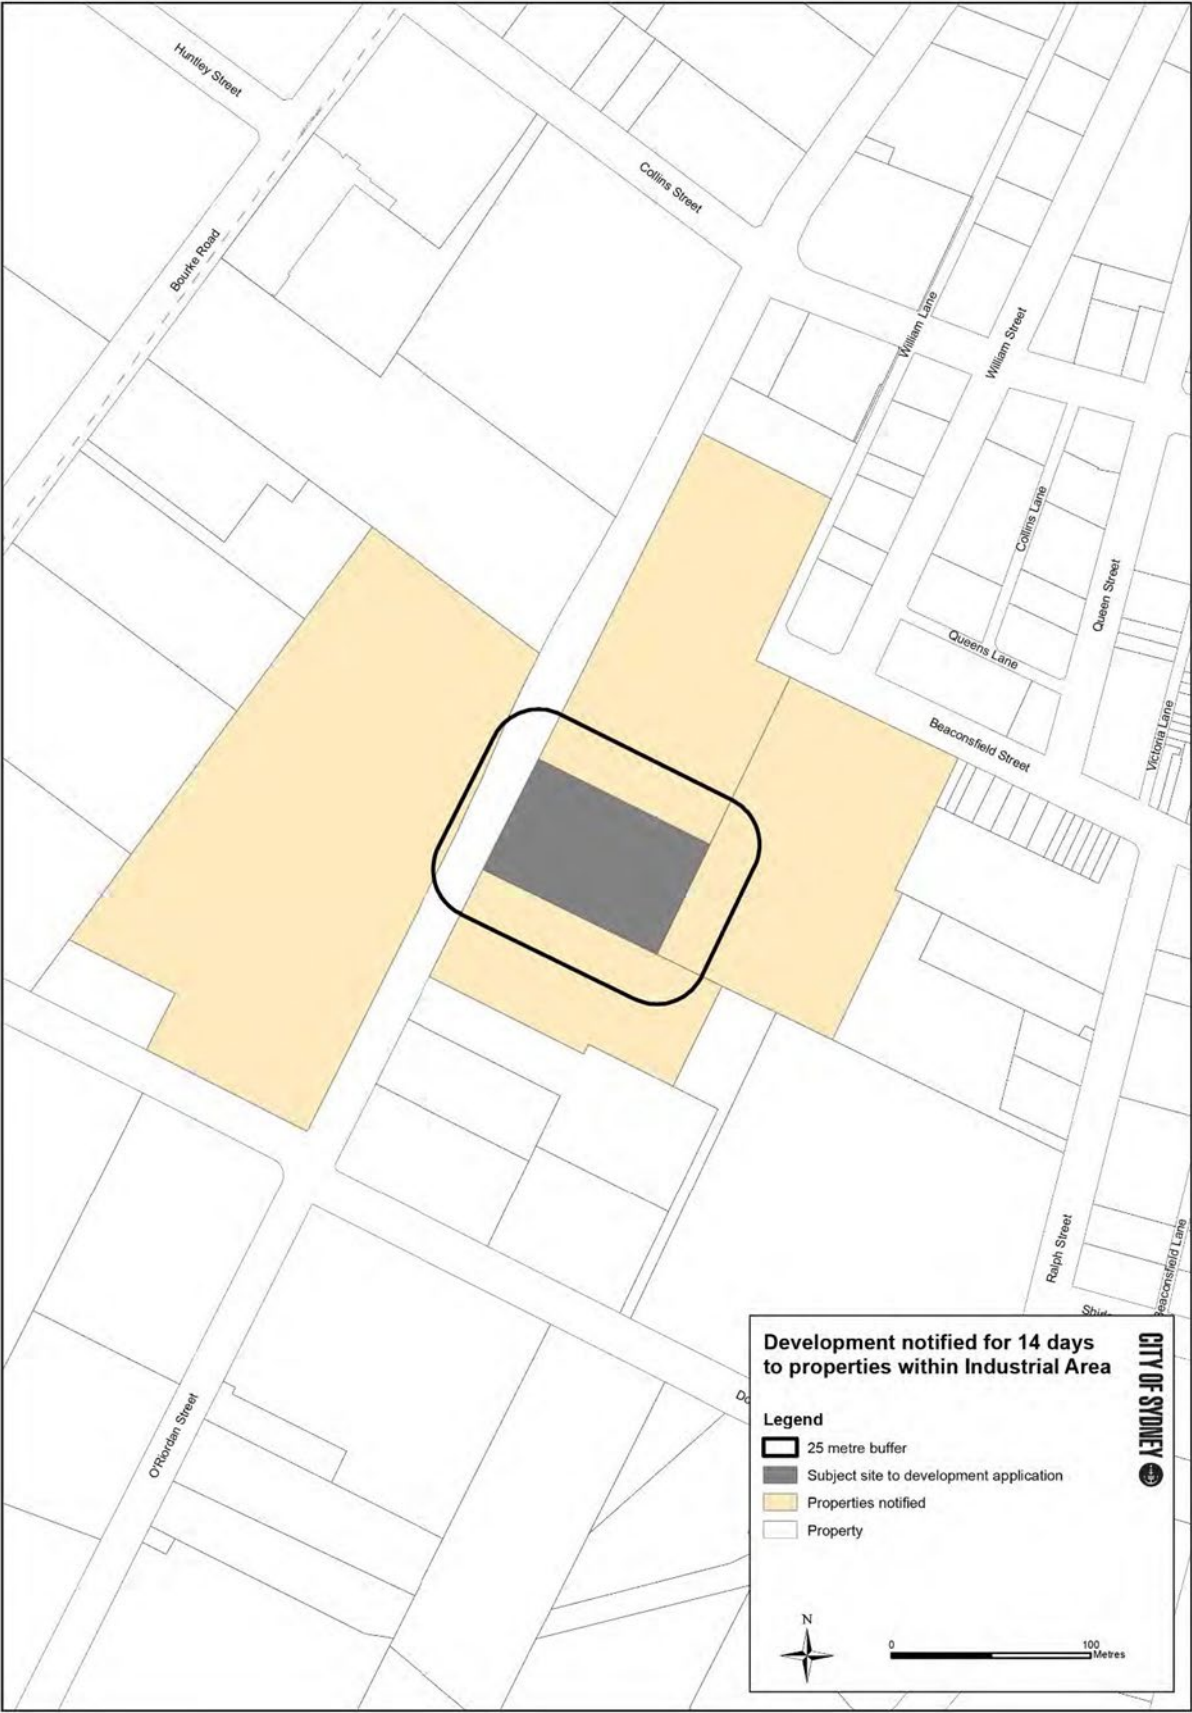 Huntley Street
Collins Street
Bourke Road
William Lane
William Street
Collins Lane
Queen Street
Queens Lane
Victoria Lane
Beaconsfield Street
Ralph Street
Beaconsfield Lane
O'Riordan Street
Development notified for 14 days
to properties within Industrial Area
CITY OF SYDNEY
Legend
25 metre buffer
Subject site to development application
Properties notified
Property
N
0 100
Metres